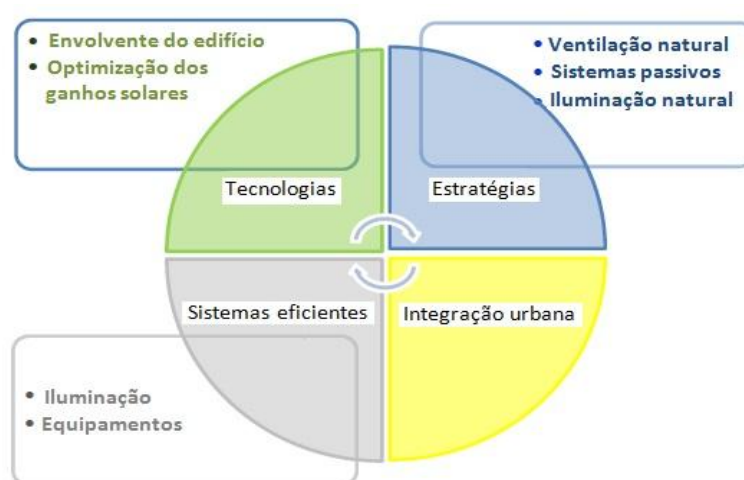 • Envolvente do edifício
• Optimização dos
ganhos solares
• Ventilação natural
• Sistemas passivos
• Iluminação natural
Tecnologias
Estratégias
Sistemas eficientes
Integração urbana
• Iluminação
• Equipamentos